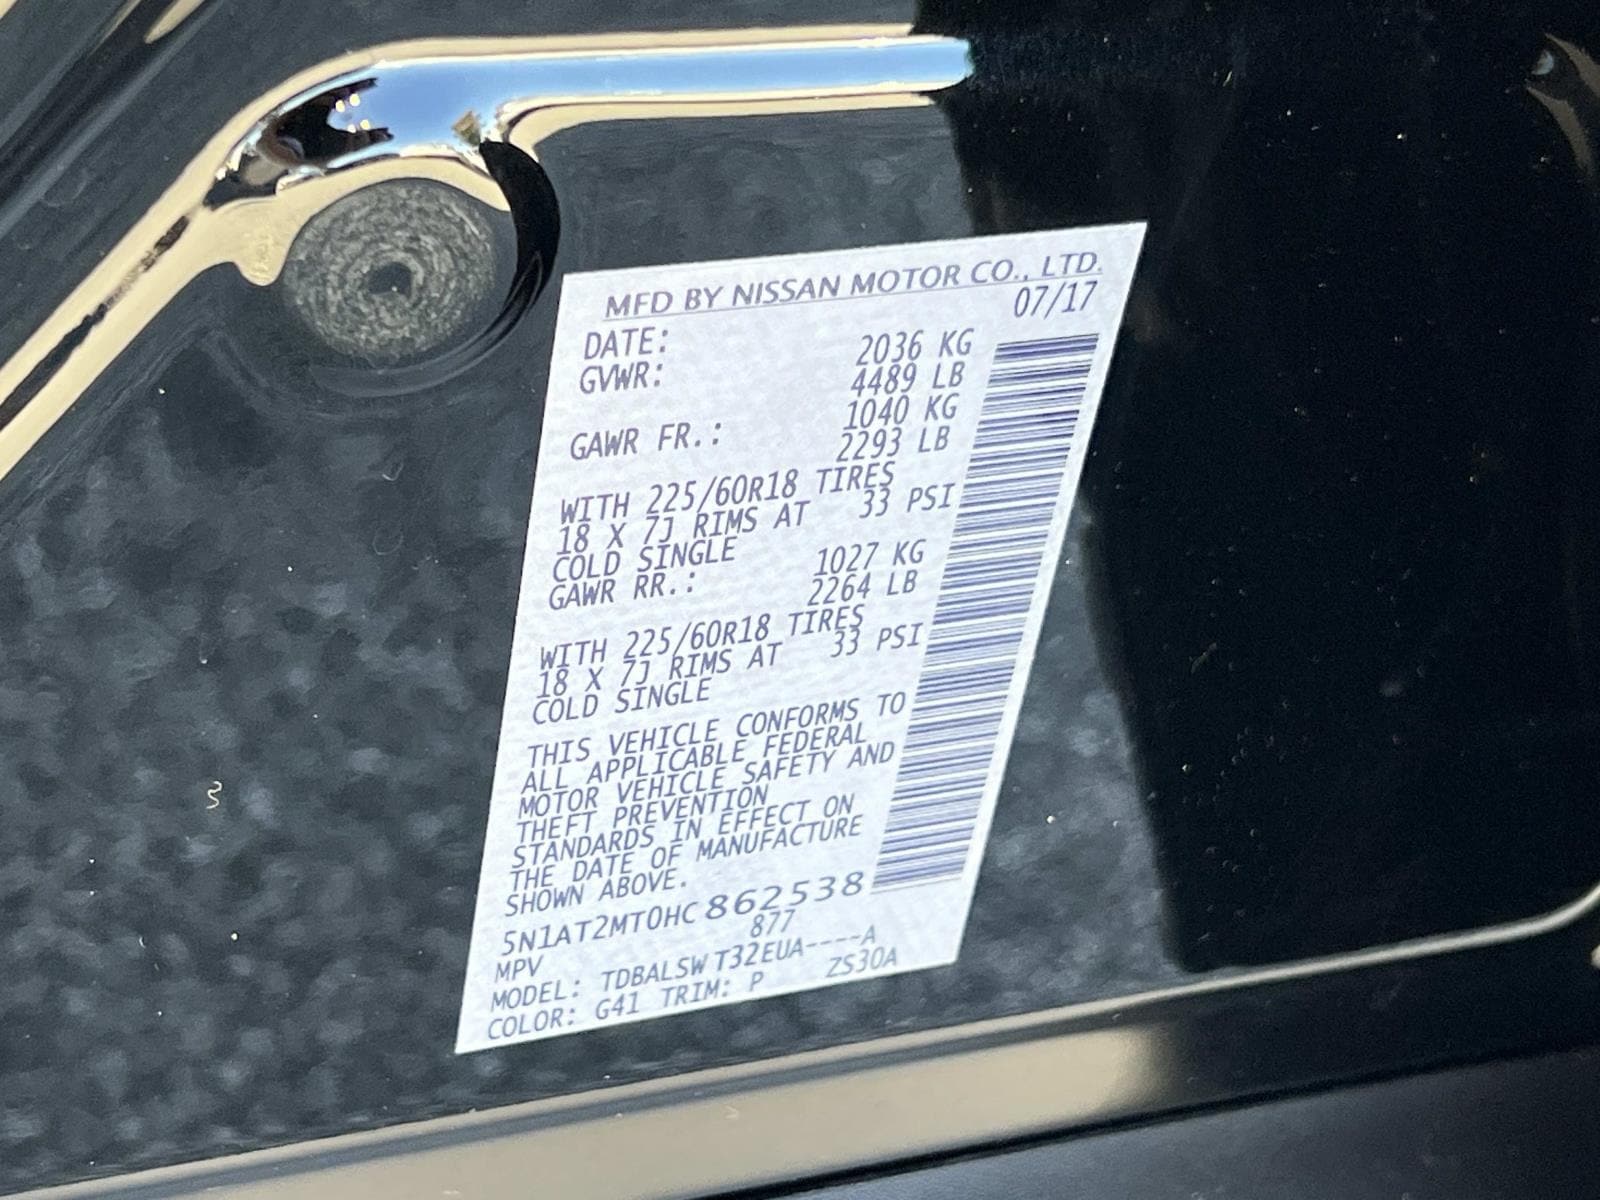 MFD BY NISSAN MOTOR CO., LTD.
DATE: 07/17
GVWR: 2036 KG
4489 LB
GAWR FR.: 1040 KG
2293 LB
WITH 225/60R18 TIRES
18 X 7J RIMS AT 33 PSI
COLD SINGLE
GAWR RR.: 1027 KG
2264 LB
WITH 225/60R18 TIRES
18 X 7J RIMS AT 33 PSI
COLD SINGLE
THIS VEHICLE CONFORMS TO
ALL APPLICABLE FEDERAL
MOTOR VEHICLE SAFETY AND
THEFT PREVENTION
STANDARDS IN EFFECT ON
THE DATE OF MANUFACTURE
SHOWN ABOVE.
5N1AT2MT0HC862538
MPV 877
MODEL: TDBALSWT32EUA----A
COLOR: G41 TRIM: P ZS30A